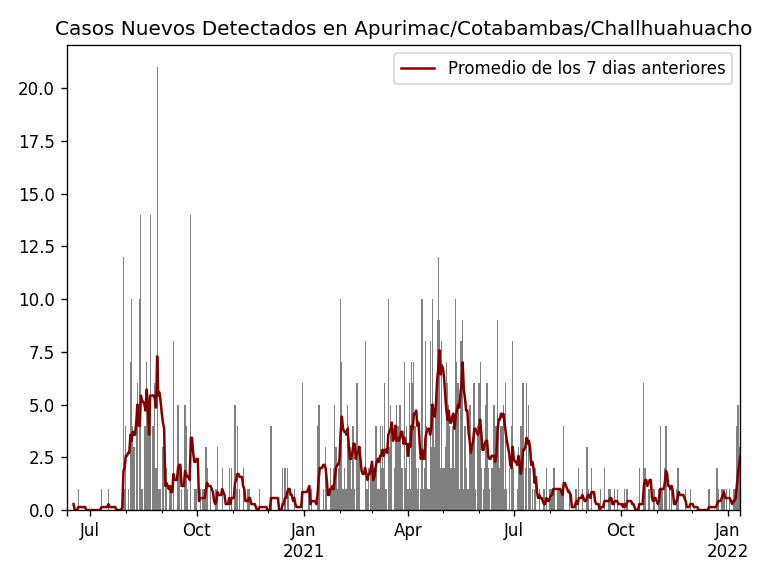 Casos Nuevos Detectados en Apurimac/Cotabambas/Challhuahuacho
Promedio de los 7 dias anteriores
20.0
17.5
15.0
12.5
10.0
7.5
5.0
2.5
0.0
Jul
Oct
Jan
2021
Apr
Jul
Oct
Jan
2022